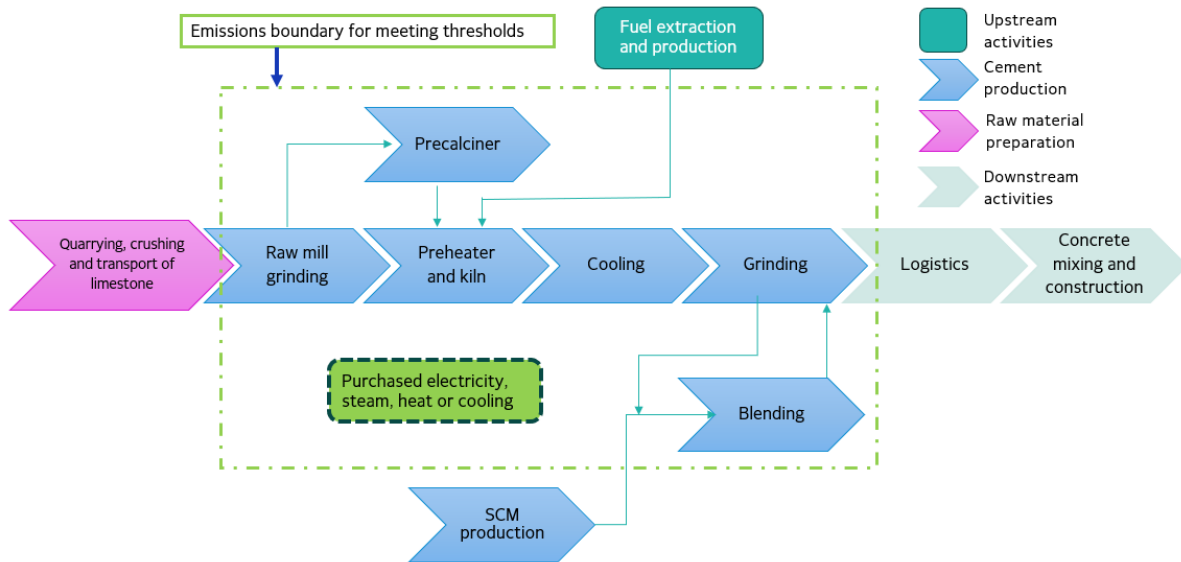 Emissions boundary for meeting thresholds
Fuel extraction
and production
Upstream
activities
Cement
production
Raw material
preparation
Downstream
activities
Precalciner
Quarrying, crushing
and transport of
limestone
Raw mill
grinding
Preheater
and kiln
Cooling
Grinding
Logistics
Concrete
mixing and
construction
Purchased electricity,
steam, heat or cooling
Blending
SCM
production